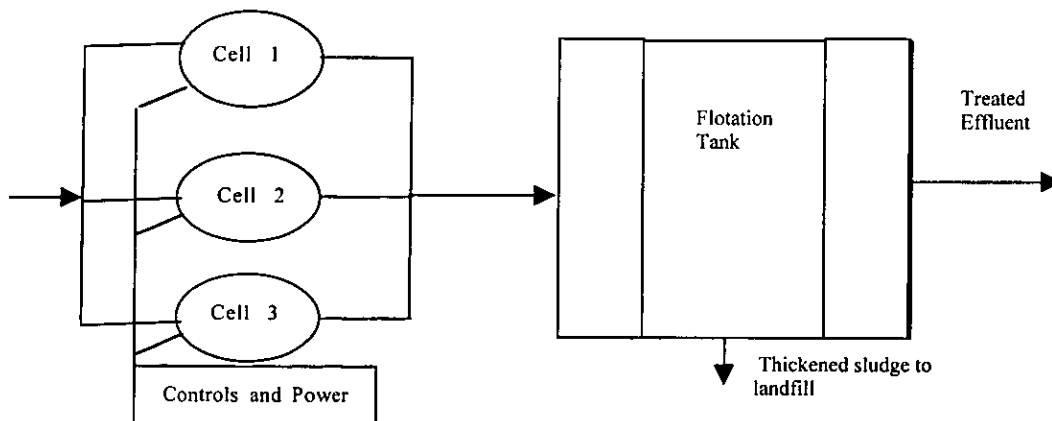 Cell 1
Cell 2
Cell 3
Controls and Power
Flotation
Tank
Treated
Effluent
Thickened sludge to
landfill